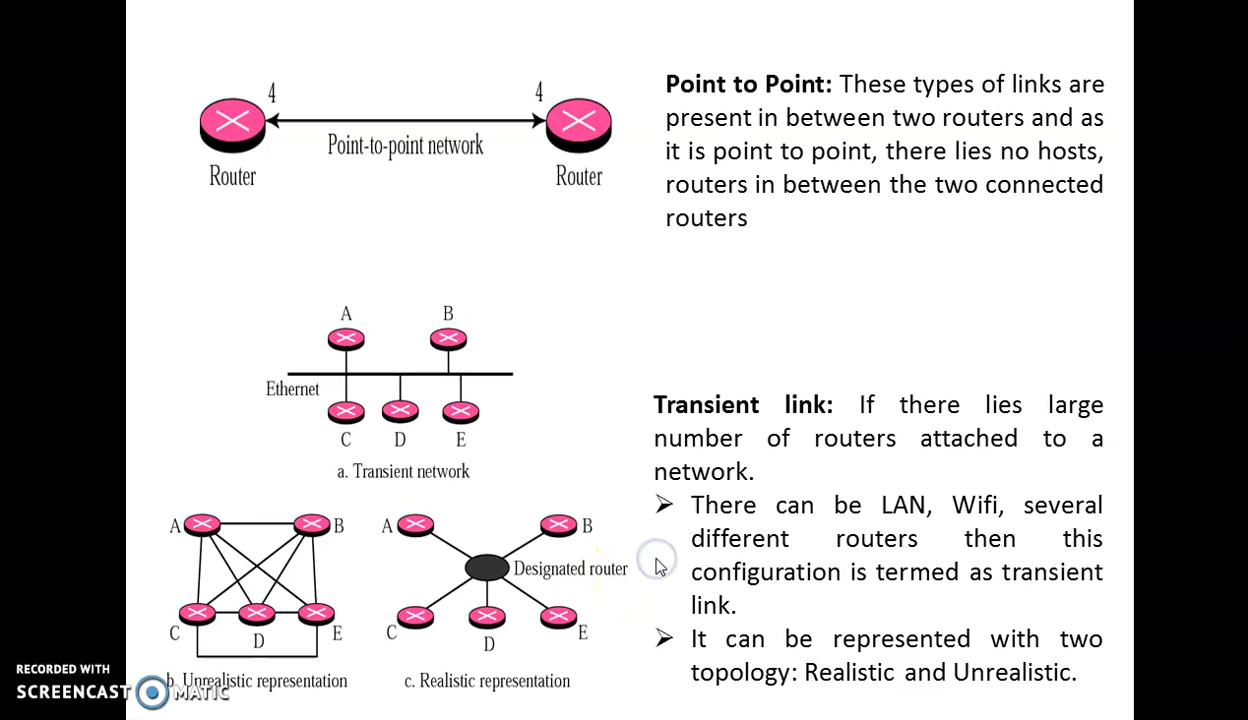 4
4
Point-to-point network
Router
Router
Point to Point: These types of links are
present in between two routers and as
it is point to point, there lies no hosts,
routers in between the two connected
routers
A
B
Ethernet
C
D
E
a. Transient network
Transient link: If there lies large
number of routers attached to a
network.
➢ There can be LAN, Wifi, several
different routers then this
configuration is termed as transient
link.
➢ It can be represented with two
topology: Realistic and Unrealistic.
A
B
C
D
E
b. Unrealistic representation
A
B
Designated router
C
D
E
c. Realistic representation
RECORDED WITH
SCREENCAST MATIC